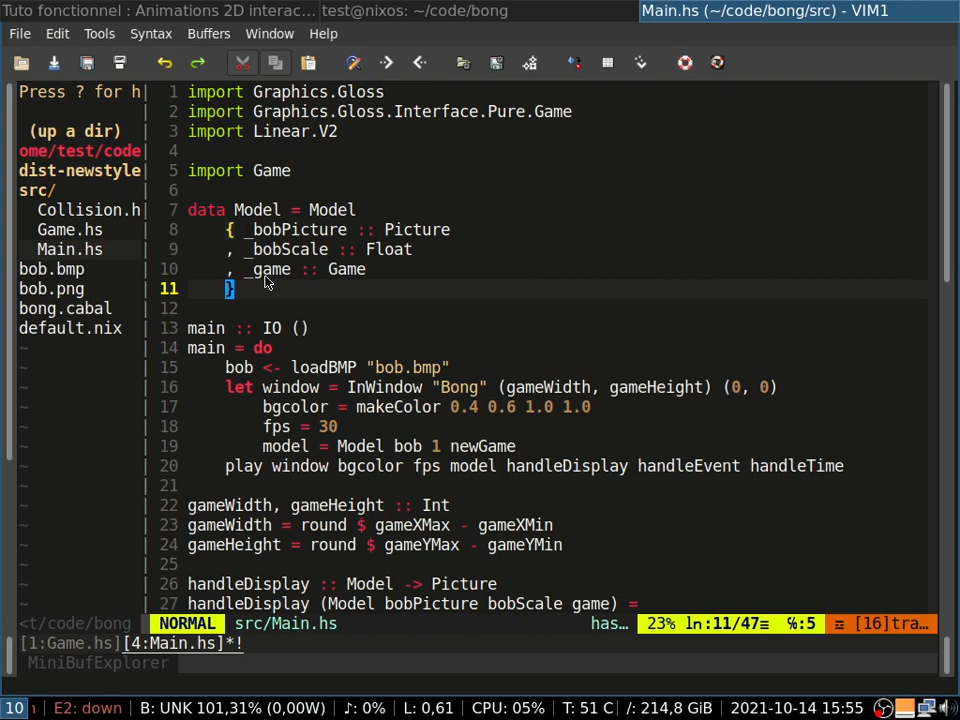 Tuto fonctionnel : Animations 2D interac...
test@nixos: ~/code/bong
Main.hs (~/code/bong/src) - VIM1
File Edit Tools Syntax Buffers Window Help
Press ? for h
(up a dir)
ome/test/code
dist-newstyle
src/
Collision.h
Game.hs
Main.hs
bob.bmp
bob.png
bong.cabal
default.nix
~
~
~
~
~
~
~
~
~
~
~
~
~
~
1 import Graphics.Gloss
2 import Graphics.Gloss.Interface.Pure.Game
3 import Linear.V2
4
5 import Game
6
7 data Model = Model
8     { _bobPicture :: Picture
9     , _bobScale :: Float
10     , _game :: Game
11     }
12
13 main :: IO ()
14 main = do
15     bob <- loadBMP "bob.bmp"
16     let window = InWindow "Bong" (gameWidth, gameHeight) (0, 0)
17         bgcolor = makeColor 0.4 0.6 1.0 1.0
18         fps = 30
19         model = Model bob 1 newGame
20     play window bgcolor fps model handleDisplay handleEvent handleTime
21
22 gameWidth, gameHeight :: Int
23 gameWidth = round $ gameXMax - gameXMin
24 gameHeight = round $ gameYMax - gameYMin
25
26 handleDisplay :: Model -> Picture
27 handleDisplay (Model bobPicture bobScale game) =
<t/code/bong
NORMAL src/Main.hs has… 23% ln:11/47≡ ℅:5 ☲ [16]tra…
[1:Game.hs][4:Main.hs]*!
MiniBufExplorer
10 E2: down | B: UNK 101,31% (0,00W) | ♪: 0% | L: 0,61 | CPU: 05% | T: 51 C | /: 214,8 GiB | 2021-10-14 15:55